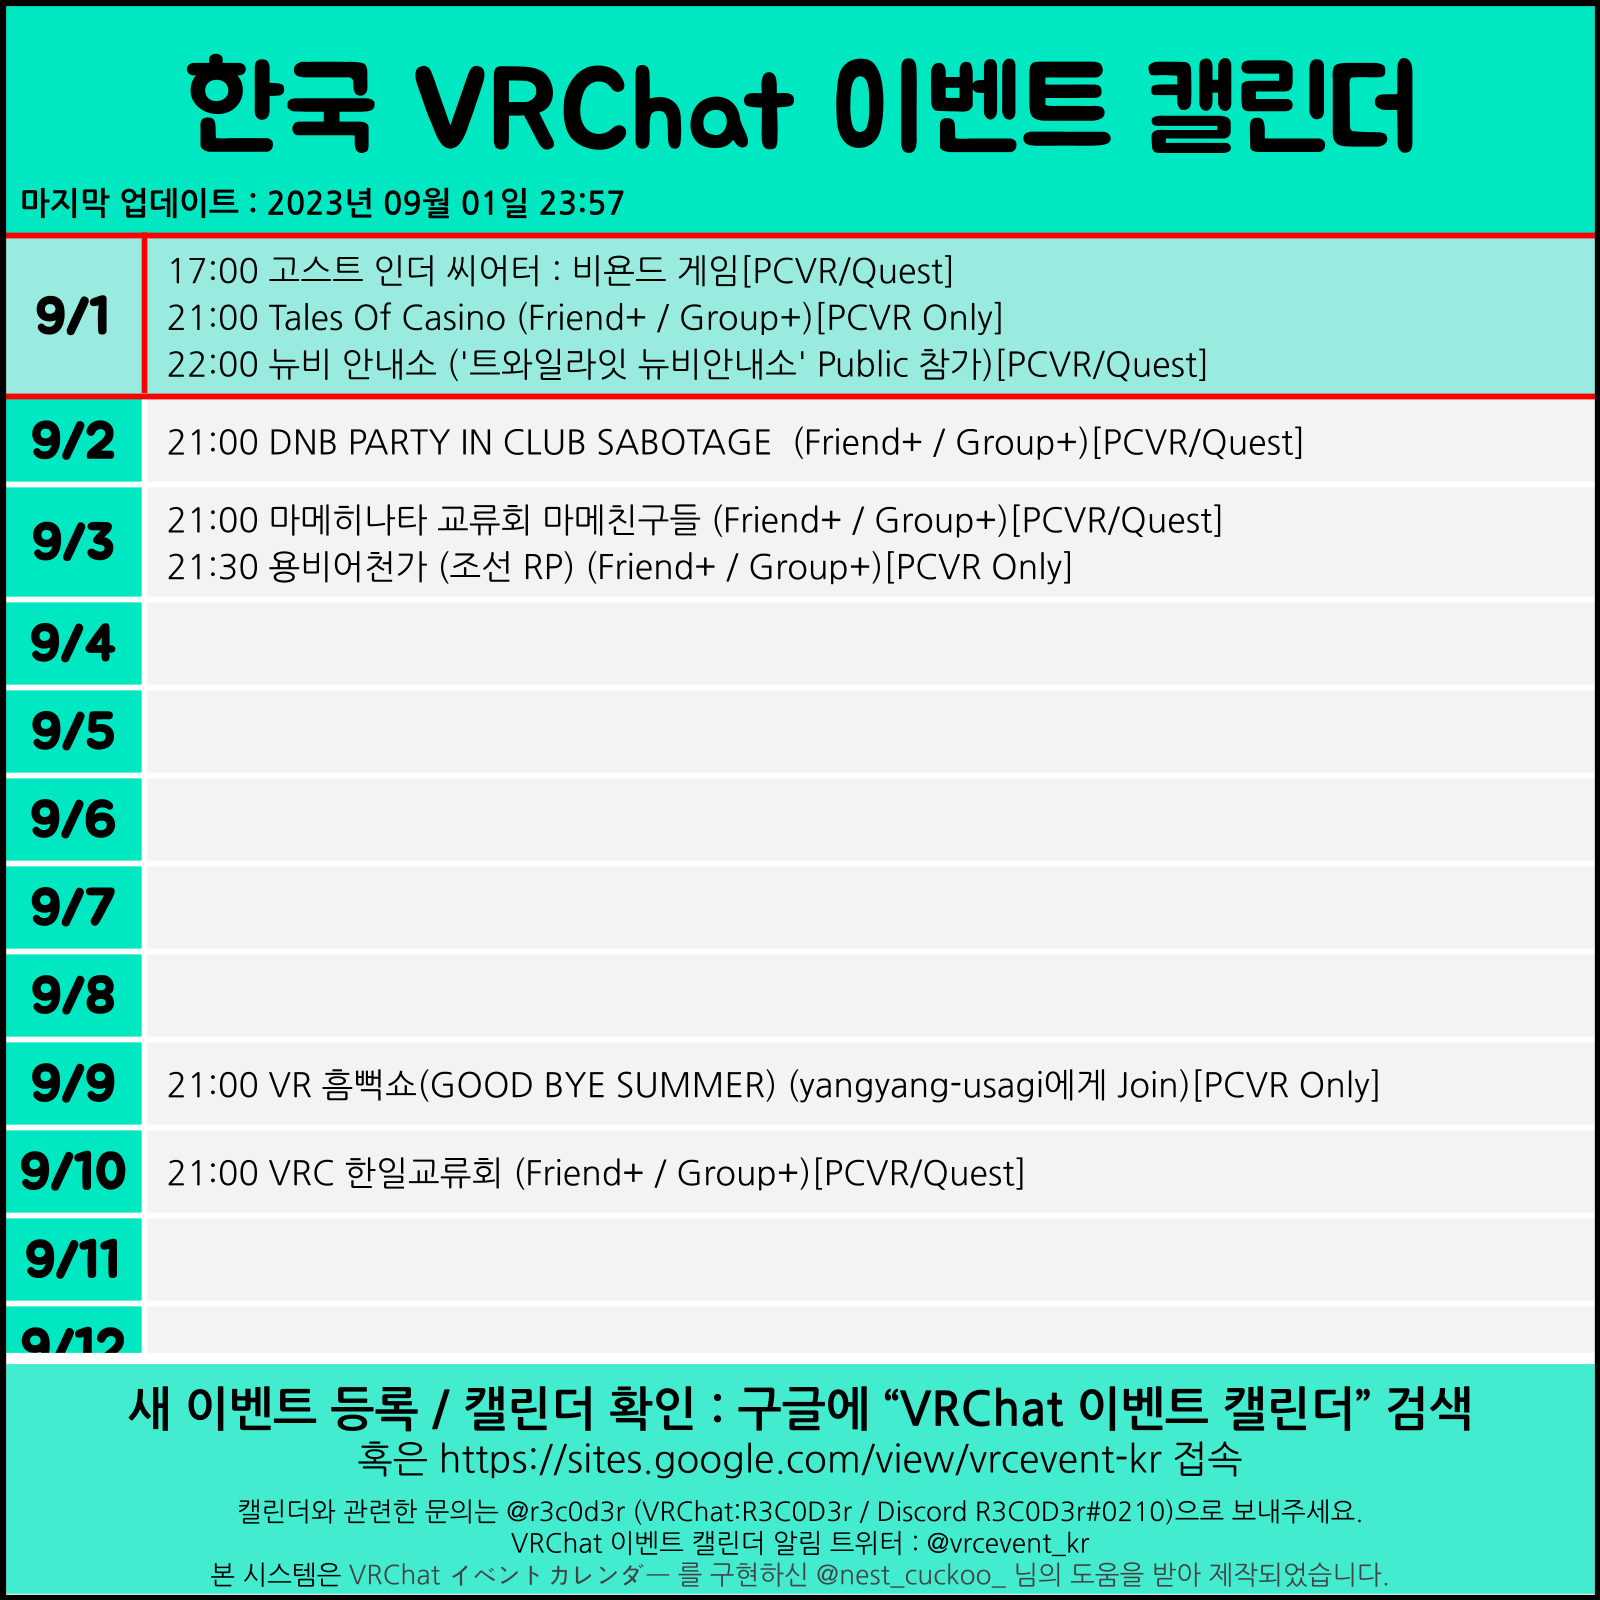 한국 VRChat 이벤트 캘린더
마지막 업데이트 : 2023년 09월 01일 23:57
9/1
17:00 고스트 인더 씨어터 : 비욘드 게임[PCVR/Quest]
21:00 Tales Of Casino (Friend+ / Group+)[PCVR Only]
22:00 뉴비 안내소 ('트와일라잇 뉴비안내소' Public 참가)[PCVR/Quest]
9/2
21:00 DNB PARTY IN CLUB SABOTAGE  (Friend+ / Group+)[PCVR/Quest]
9/3
21:00 마메히나타 교류회 마메친구들 (Friend+ / Group+)[PCVR/Quest]
21:30 용비어천가 (조선 RP) (Friend+ / Group+)[PCVR Only]
9/4
9/5
9/6
9/7
9/8
9/9
21:00 VR 흠뻑쇼(GOOD BYE SUMMER) (yangyang-usagi에게 Join)[PCVR Only]
9/10
21:00 VRC 한일교류회 (Friend+ / Group+)[PCVR/Quest]
9/11
9/12
새 이벤트 등록 / 캘린더 확인 : 구글에 “VRChat 이벤트 캘린더” 검색
혹은 https://sites.google.com/view/vrcevent-kr 접속
캘린더와 관련한 문의는 @r3c0d3r (VRChat:R3C0D3r / Discord R3C0D3r#0210)으로 보내주세요.
VRChat 이벤트 캘린더 알림 트위터 : @vrcevent_kr
본 시스템은 VRChat イベントカレンダー 를 구현하신 @nest_cuckoo_ 님의 도움을 받아 제작되었습니다.